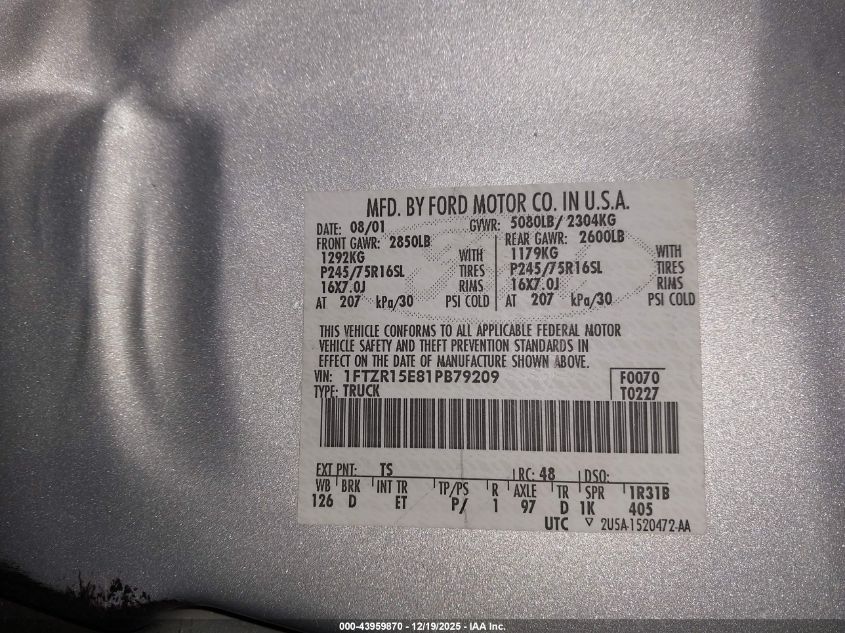 MFD. BY FORD MOTOR CO. IN U.S.A.
DATE: 08/01 GVWR: 5080LB/ 2304KG
FRONT GAWR: 2850LB REAR GAWR: 2600LB
1292KG WITH 1179KG WITH
P245/75R16SL TIRES P245/75R16SL TIRES
16X7.0J RIMS 16X7.0J RIMS
AT 207 kPa/30 PSI COLD AT 207 kPa/30 PSI COLD
THIS VEHICLE CONFORMS TO ALL APPLICABLE FEDERAL MOTOR
VEHICLE SAFETY AND THEFT PREVENTION STANDARDS IN
EFFECT ON THE DATE OF MANUFACTURE SHOWN ABOVE.
VIN: 1FTZR15E81PB79209 F0070
TYPE: TRUCK T0227
EXT PNT: TS RC: 48 DSO:
WB BRK INT TR TP/PS R AXLE TR SPR 1R31B
126 D ET P/ 1 97 D 1K 405
UTC ▽ 2U5A-1520472-AA
000-43959870 - 12/19/2025 - IAA Inc.